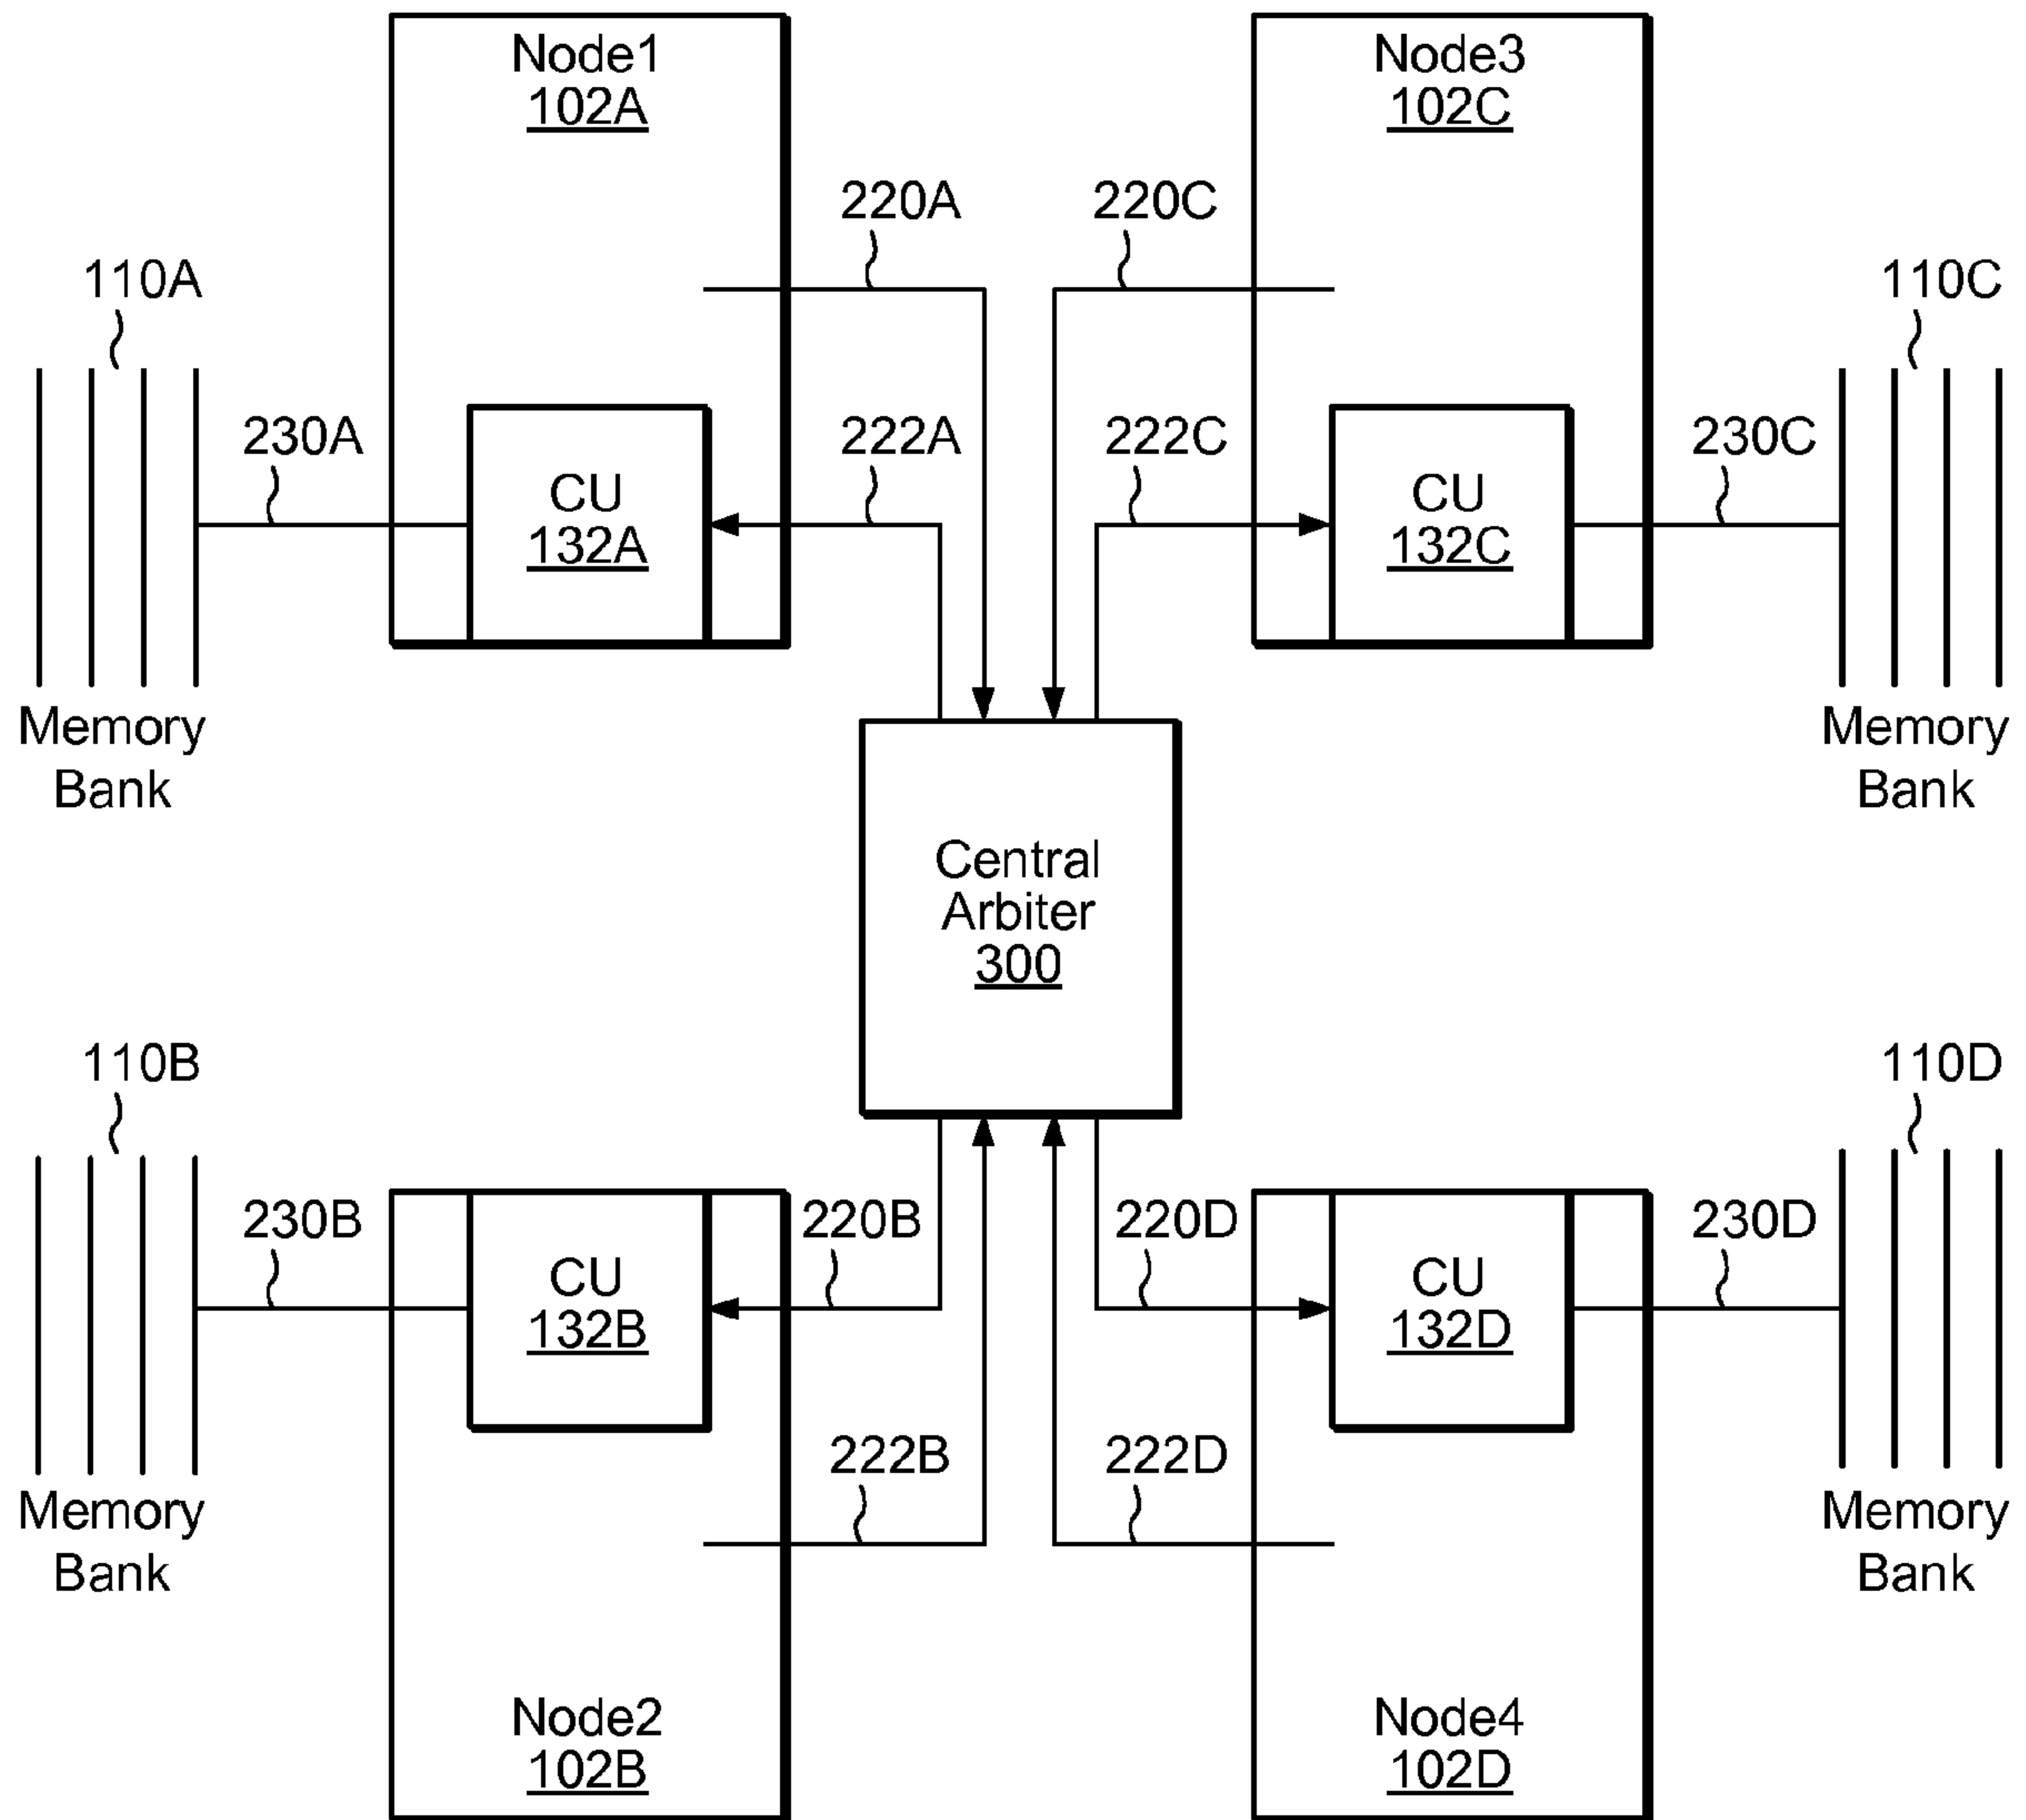 Node1
102A
Node3
102C
220A
220C
110A
110C
230A
222A
222C
230C
CU
132A
CU
132C
Memory
Bank
Memory
Bank
Central
Arbiter
300
110B
110D
230B
220B
220D
230D
CU
132B
CU
132D
222B
222D
Memory
Bank
Memory
Bank
Node2
102B
Node4
102D